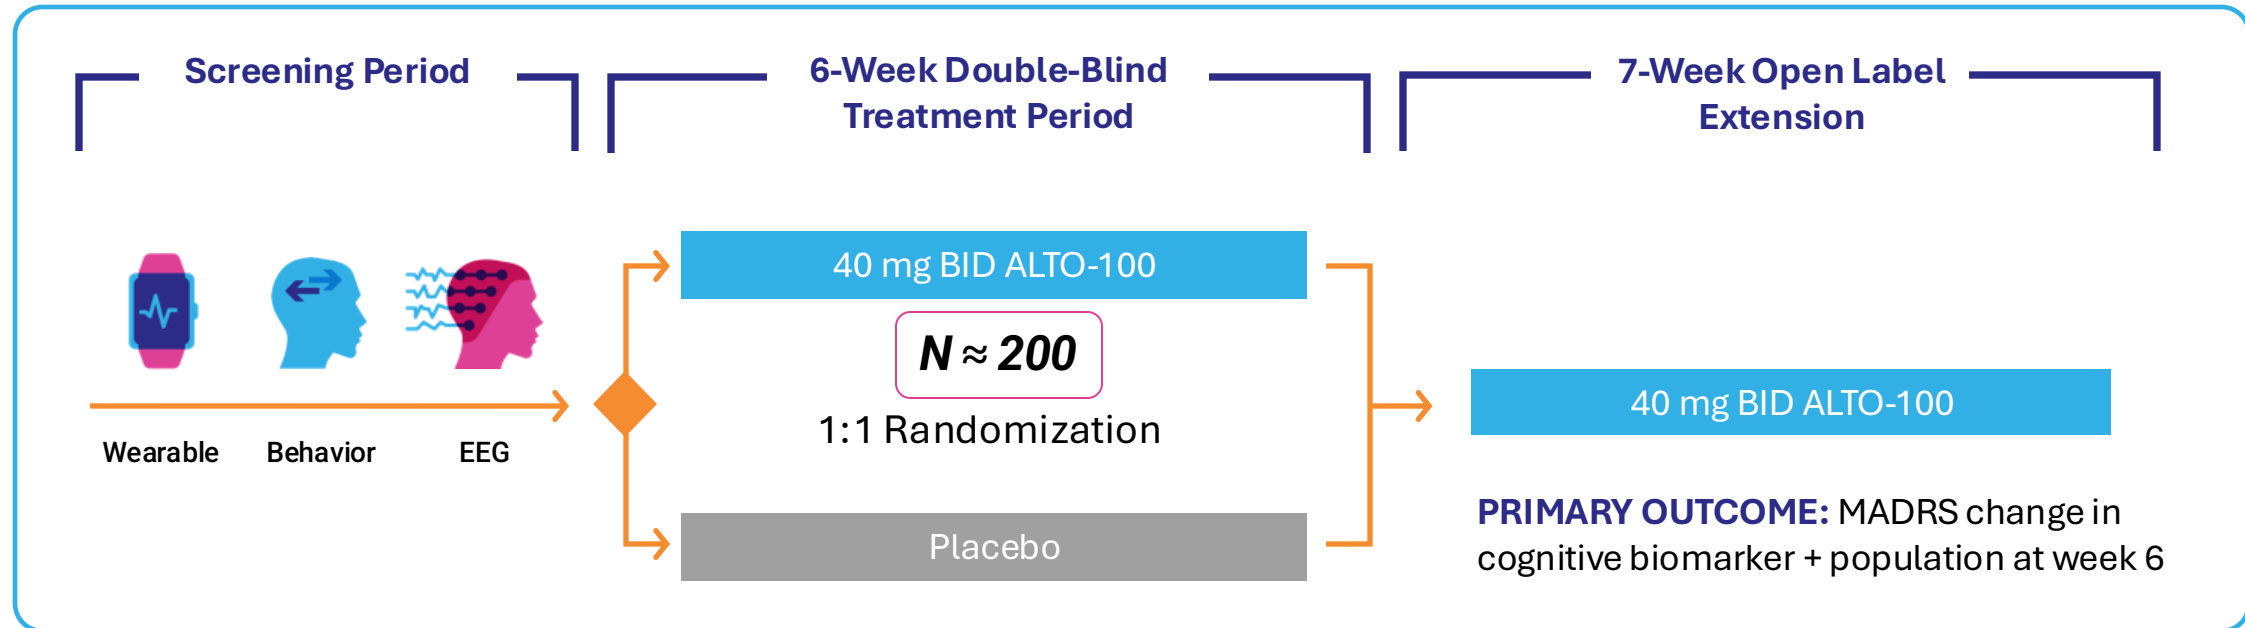 Screening Period
6-Week Double-Blind
Treatment Period
7-Week Open Label
Extension
Wearable
Behavior
EEG
40 mg BID ALTO-100
N ≈ 200
1:1 Randomization
Placebo
40 mg BID ALTO-100
PRIMARY OUTCOME: MADRS change in
cognitive biomarker + population at week 6